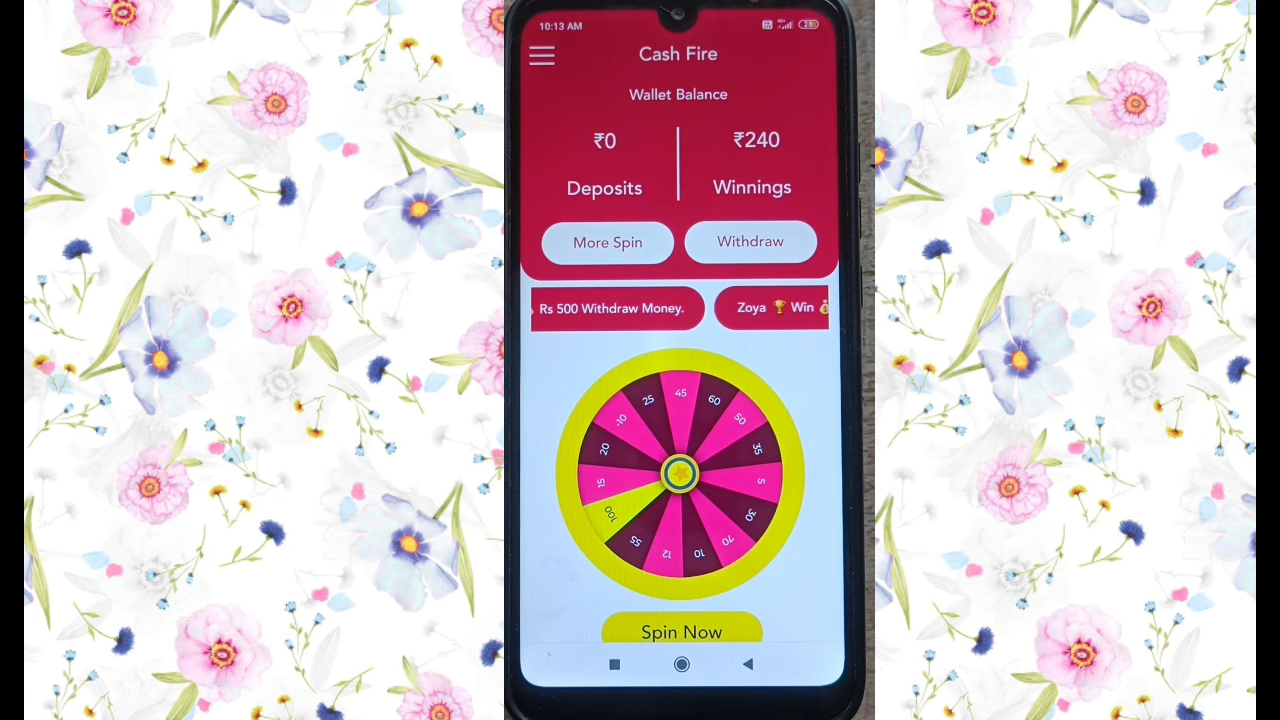 10:13 AM
28
Cash Fire
Wallet Balance
₹0
₹240
Deposits
Winnings
More Spin
Withdraw
Rs 500 Withdraw Money.
Zoya 🏆 Win 💰
45
60
50
35
5
30
70
10
12
55
100
15
20
-10
25
Spin Now